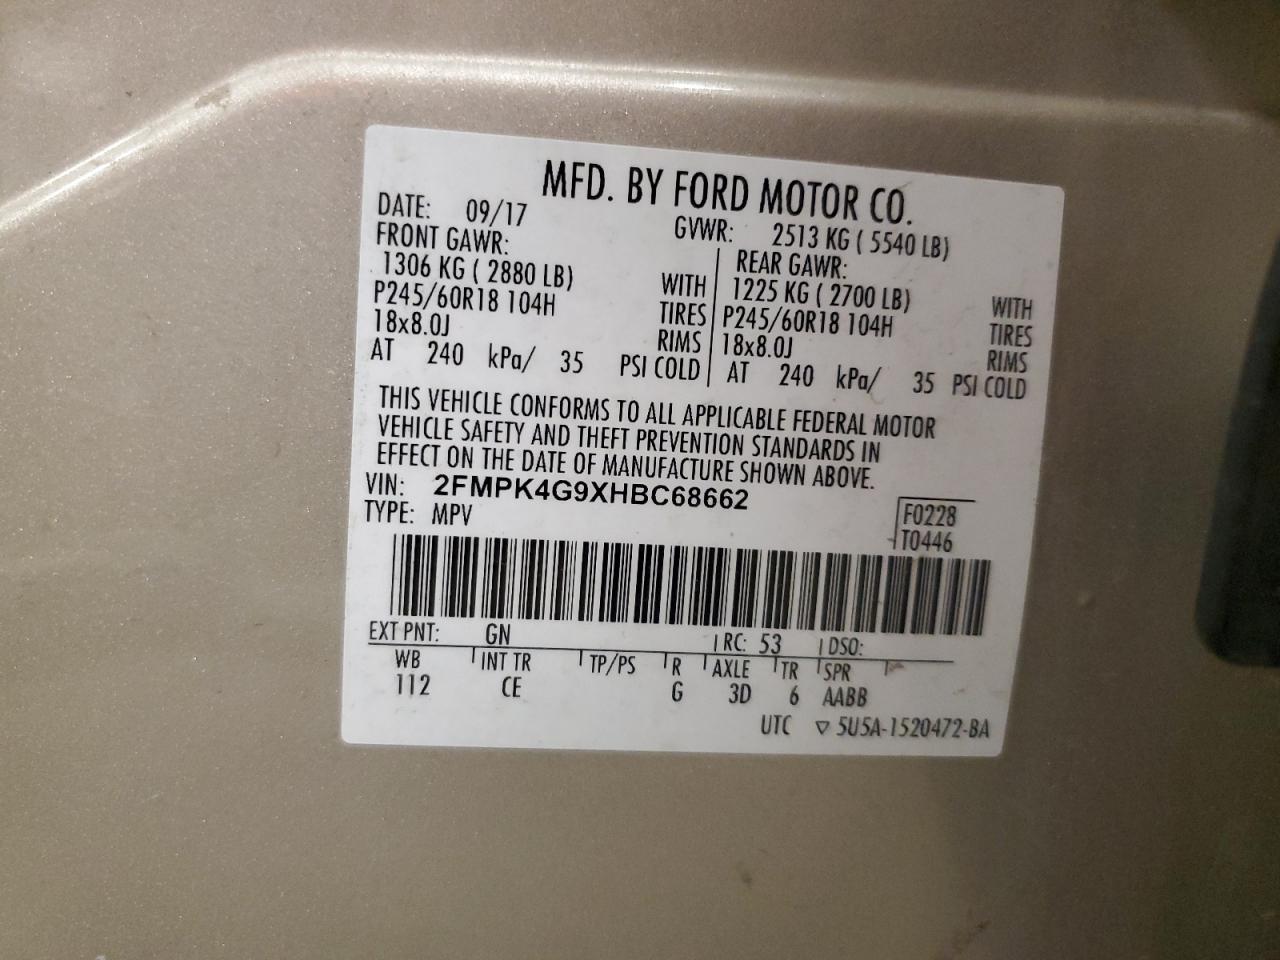 MFD. BY FORD MOTOR CO.
DATE: 09/17 GVWR: 2513 KG ( 5540 LB)
FRONT GAWR: REAR GAWR:
1306 KG ( 2880 LB) WITH 1225 KG ( 2700 LB) WITH
P245/60R18 104H TIRES P245/60R18 104H TIRES
18x8.0J RIMS 18x8.0J RIMS
AT 240 kPa/ 35 PSI COLD AT 240 kPa/ 35 PSI COLD
THIS VEHICLE CONFORMS TO ALL APPLICABLE FEDERAL MOTOR
VEHICLE SAFETY AND THEFT PREVENTION STANDARDS IN
EFFECT ON THE DATE OF MANUFACTURE SHOWN ABOVE.
VIN: 2FMPK4G9XHBC68662
TYPE: MPV F0228
T0446
EXT PNT: GN RC: 53 DSO:
WB INT TR TP/PS R AXLE TR SPR
112 CE G 3D 6 AABB
UTC ▽ 5U5A-1520472-BA